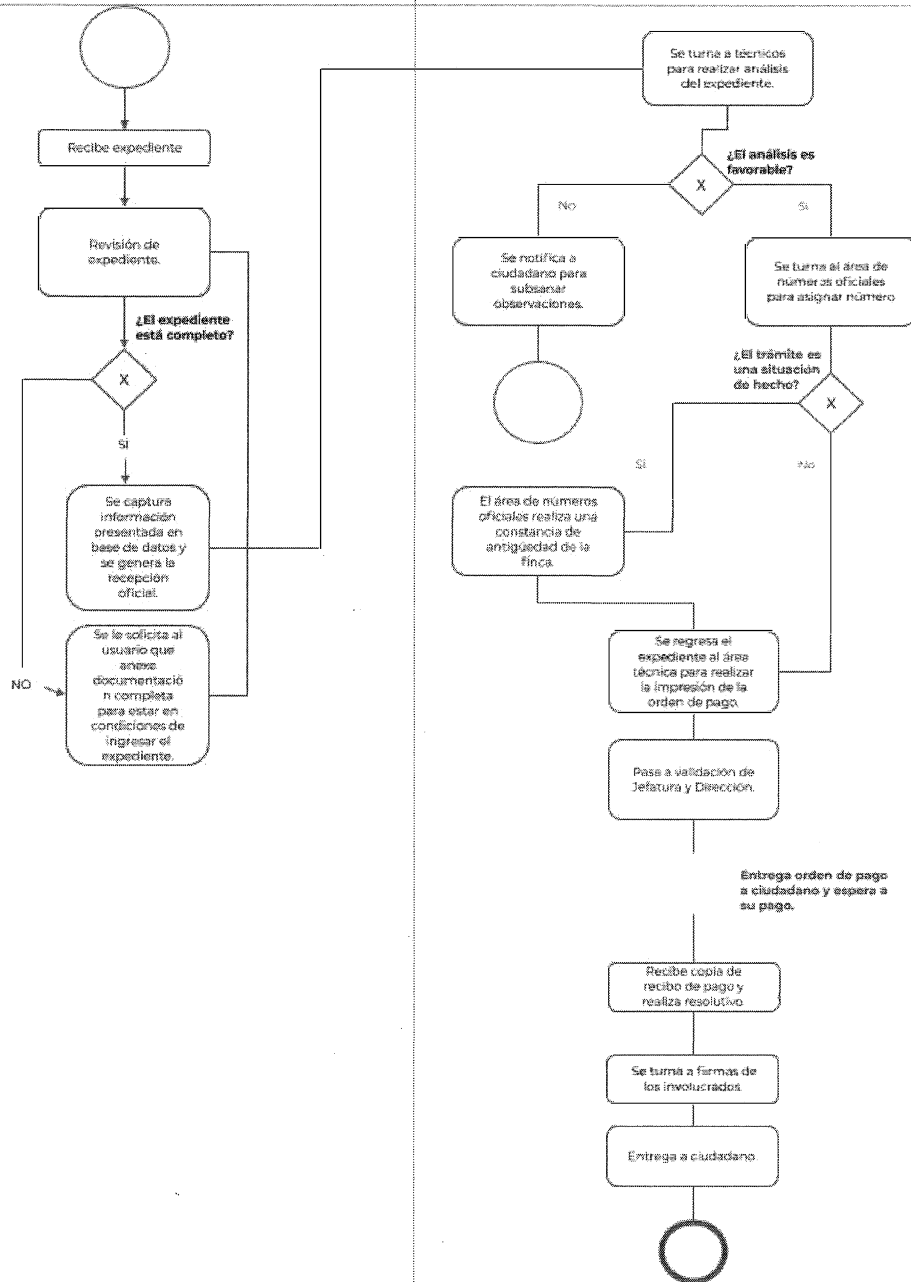 Recibe expediente
Revisión de
expediente.
¿El expediente
está completo?
X
Si
Se captura
información
presentada en
base de datos y
se genera la
recepción
oficial.
NO
Se le solicita al
usuario que
anexe
documentació
n completa
para estar en
condiciones de
ingresar el
expediente.
Se turna a técnicos
para realizar análisis
del expediente.
¿El análisis es
favorable?
X
No
Si
Se notifica a
ciudadano para
subsanar
observaciones.
Se turna al área de
números oficiales
para asignar número
¿El trámite es
una situación
de hecho?
X
Si
No
El área de números
oficiales realiza una
constancia de
antigüedad de la
finca.
Se regresa el
expediente al área
técnica para realizar
la impresión de la
orden de pago.
Pasa a validación de
Jefatura y Dirección.
Entrega orden de pago
a ciudadano y espera a
su pago.
Recibe copia de
recibo de pago y
realiza resolutivo
Se turna a firmas de
los involucrados.
Entrega a ciudadano.